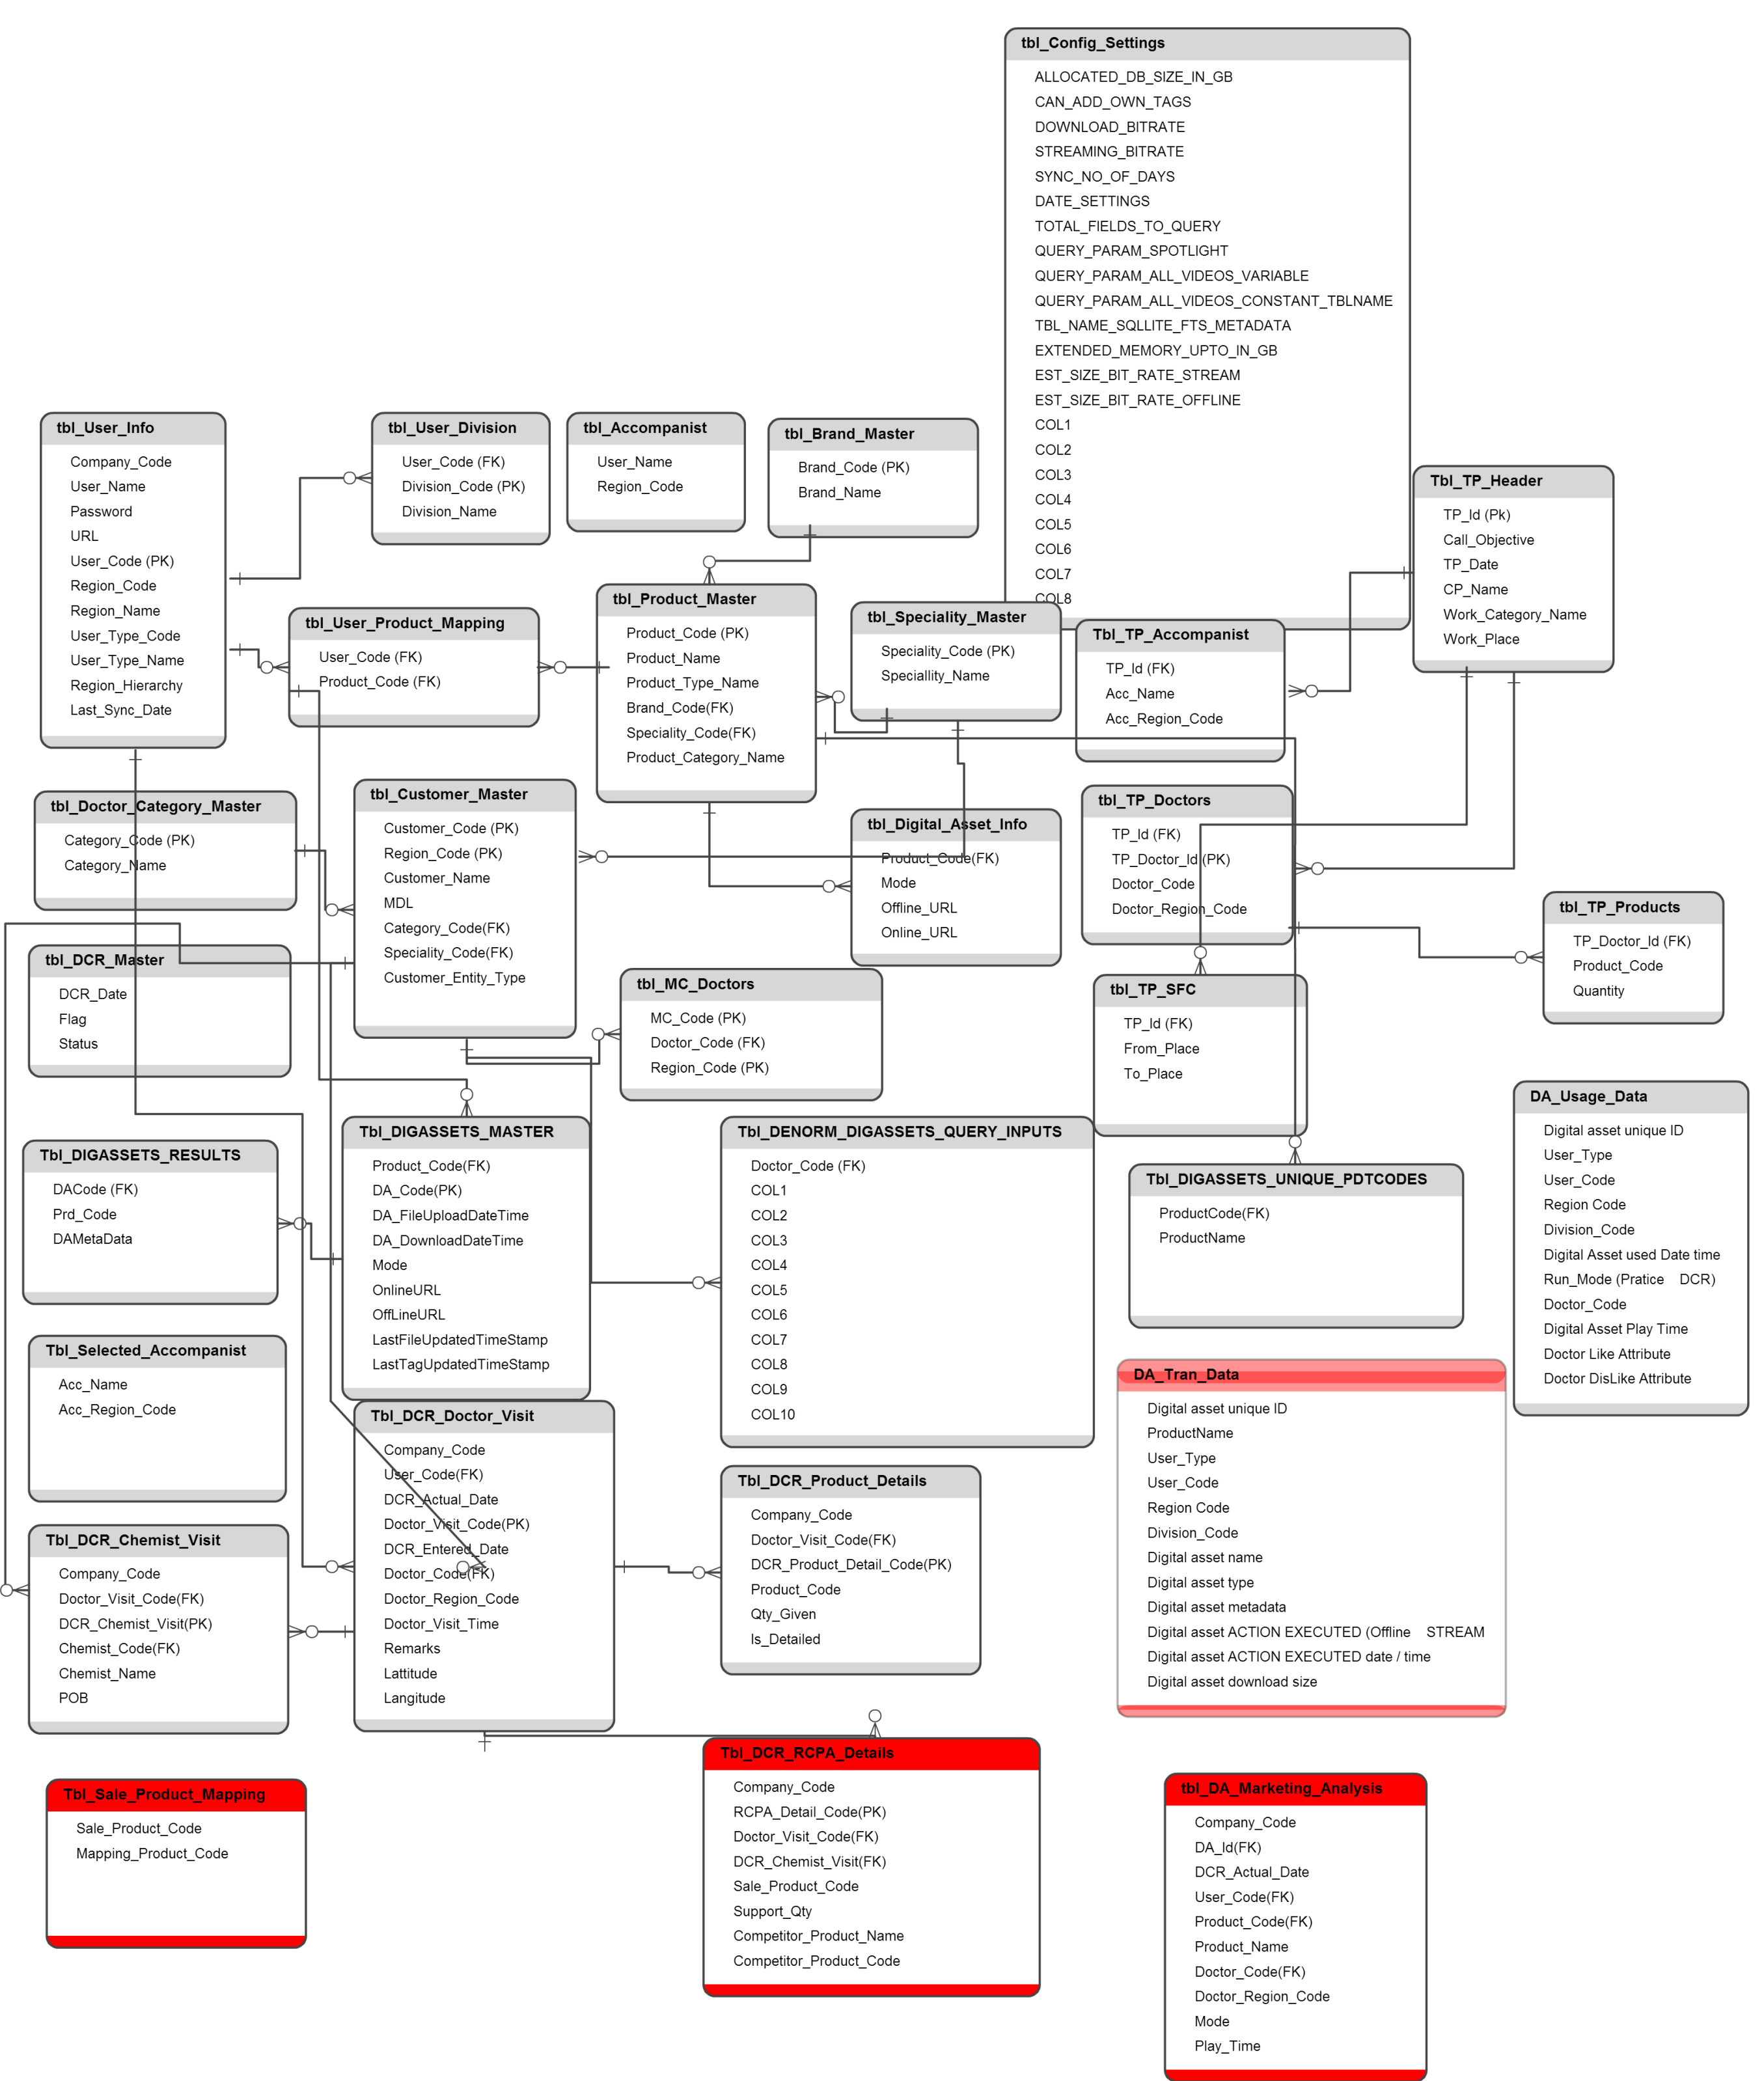 tbl_Config_Settings
ALLOCATED_DB_SIZE_IN_GB
CAN_ADD_OWN_TAGS
DOWNLOAD_BITRATE
STREAMING_BITRATE
SYNC_NO_OF_DAYS
DATE_SETTINGS
TOTAL_FIELDS_TO_QUERY
QUERY_PARAM_SPOTLIGHT
QUERY_PARAM_ALL_VIDEOS_VARIABLE
QUERY_PARAM_ALL_VIDEOS_CONSTANT_TBLNAME
TBL_NAME_SQLLITE_FTS_METADATA
EXTENDED_MEMORY_UPTO_IN_GB
EST_SIZE_BIT_RATE_STREAM
EST_SIZE_BIT_RATE_OFFLINE
COL1
COL2
COL3
COL4
COL5
COL6
COL7
COL8
tbl_User_Info
Company_Code
User_Name
Password
URL
User_Code (PK)
Region_Code
Region_Name
User_Type_Code
User_Type_Name
Region_Hierarchy
Last_Sync_Date
tbl_User_Division
User_Code (FK)
Division_Code (PK)
Division_Name
tbl_Accompanist
User_Name
Region_Code
tbl_Brand_Master
Brand_Code (PK)
Brand_Name
Tbl_TP_Header
TP_Id (Pk)
Call_Objective
TP_Date
CP_Name
Work_Category_Name
Work_Place
tbl_User_Product_Mapping
User_Code (FK)
Product_Code (FK)
tbl_Product_Master
Product_Code (PK)
Product_Name
Product_Type_Name
Brand_Code(FK)
Speciality_Code(FK)
Product_Category_Name
tbl_Speciality_Master
Speciality_Code (PK)
Speciallity_Name
Tbl_TP_Accompanist
TP_Id (FK)
Acc_Name
Acc_Region_Code
tbl_Doctor_Category_Master
Category_Code (PK)
Category_Name
tbl_Customer_Master
Customer_Code (PK)
Region_Code (PK)
Customer_Name
MDL
Category_Code(FK)
Speciality_Code(FK)
Customer_Entity_Type
tbl_Digital_Asset_Info
Product_Code(FK)
Mode
Offline_URL
Online_URL
tbl_TP_Doctors
TP_Id (FK)
TP_Doctor_Id(PK)
Doctor_Code
Doctor_Region_Code
tbl_TP_Products
TP_Doctor_Id (FK)
Product_Code
Quantity
tbl_DCR_Master
DCR_Date
Flag
Status
tbl_MC_Doctors
MC_Code (PK)
Doctor_Code (FK)
Region_Code (PK)
tbl_TP_SFC
TP_Id (FK)
From_Place
To_Place
DA_Usage_Data
Digital asset unique ID
User_Type
User_Code
Region Code
Division_Code
Digital Asset used Date time
Run_Mode (Pratice DCR)
Doctor_Code
Digital Asset Play Time
Doctor Like Attribute
Doctor DisLike Attribute
Tbl_DIGASSETS_RESULTS
DACode (FK)
Prd_Code
DAMetaData
Tbl_DIGASSETS_MASTER
Product_Code(FK)
DA_Code(PK)
DA_FileUploadDateTime
DA_DownloadDateTime
Mode
OnlineURL
OffLineURL
LastFileUpdatedTimeStamp
LastTagUpdatedTimeStamp
Tbl_DENORM_DIGASSETS_QUERY_INPUTS
Doctor_Code (FK)
COL1
COL2
COL3
COL4
COL5
COL6
COL7
COL8
COL9
COL10
Tbl_DIGASSETS_UNIQUE_PDTCODES
ProductCode(FK)
ProductName
Tbl_Selected_Accompanist
Acc_Name
Acc_Region_Code
DA_Tran_Data
Digital asset unique ID
ProductName
User_Type
User_Code
Region Code
Division_Code
Digital asset name
Digital asset type
Digital asset metadata
Digital asset ACTION EXECUTED (Offline STREAM
Digital asset ACTION EXECUTED date / time
Digital asset download size
Tbl_DCR_Doctor_Visit
Company_Code
User_Code(FK)
DCR_Actual_Date
Doctor_Visit_Code(PK)
DCR_Entered_Date
Doctor_Code(FK)
Doctor_Region_Code
Doctor_Visit_Time
Remarks
Lattitude
Langitude
Tbl_DCR_Product_Details
Company_Code
Doctor_Visit_Code(FK)
DCR_Product_Detail_Code(PK)
Product_Code
Qty_Given
Is_Detailed
Tbl_DCR_Chemist_Visit
Company_Code
Doctor_Visit_Code(FK)
DCR_Chemist_Visit(PK)
Chemist_Code(FK)
Chemist_Name
POB
Tbl_Sale_Product_Mapping
Sale_Product_Code
Mapping_Product_Code
Tbl_DCR_RCPA_Details
Company_Code
RCPA_Detail_Code(PK)
Doctor_Visit_Code(FK)
DCR_Chemist_Visit(FK)
Sale_Product_Code
Support_Qty
Competitor_Product_Name
Competitor_Product_Code
tbl_DA_Marketing_Analysis
Company_Code
DA_Id(FK)
DCR_Actual_Date
User_Code(FK)
Product_Code(FK)
Product_Name
Doctor_Code(FK)
Doctor_Region_Code
Mode
Play_Time